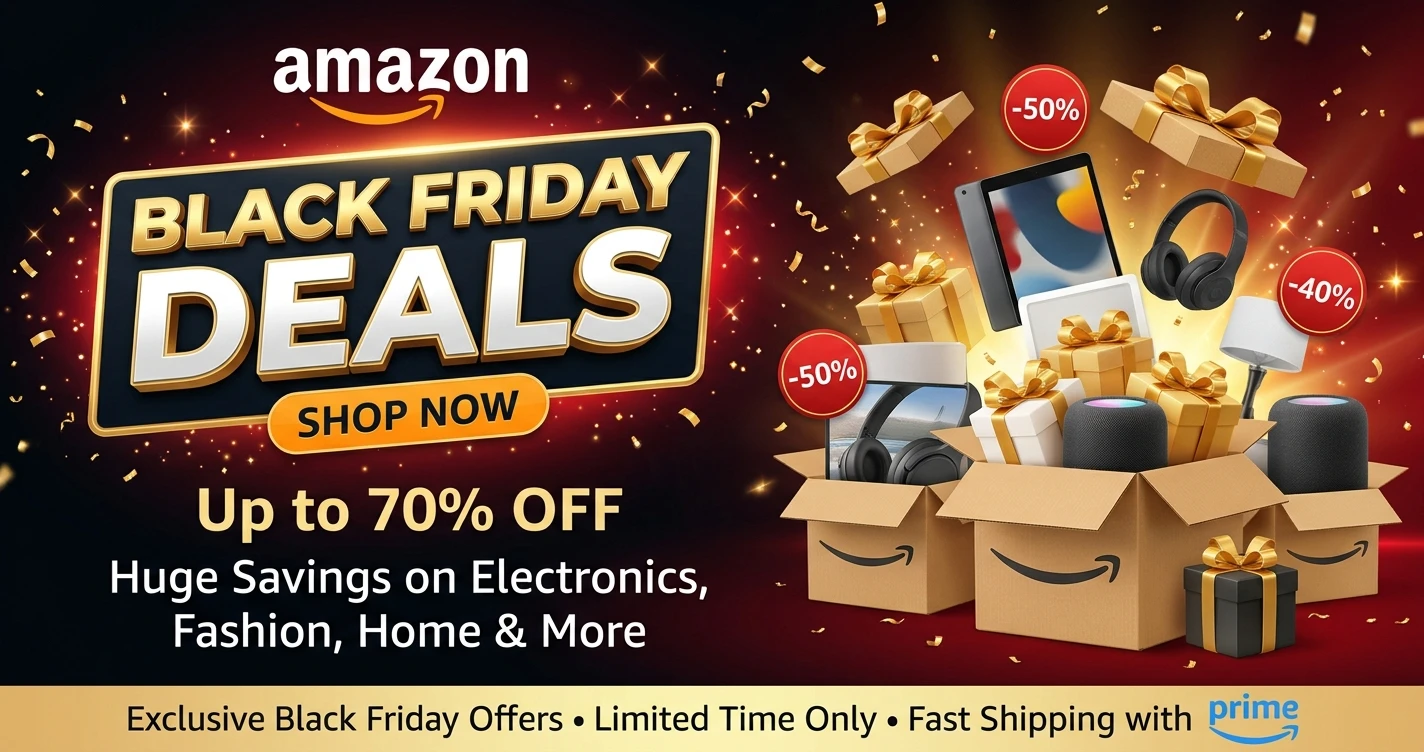 amazon
BLACK FRIDAY
DEALS
SHOP NOW
Up to 70% OFF
Huge Savings on Electronics,
Fashion, Home & More
-50%
-40%
-50%
Exclusive Black Friday Offers • Limited Time Only • Fast Shipping with prime